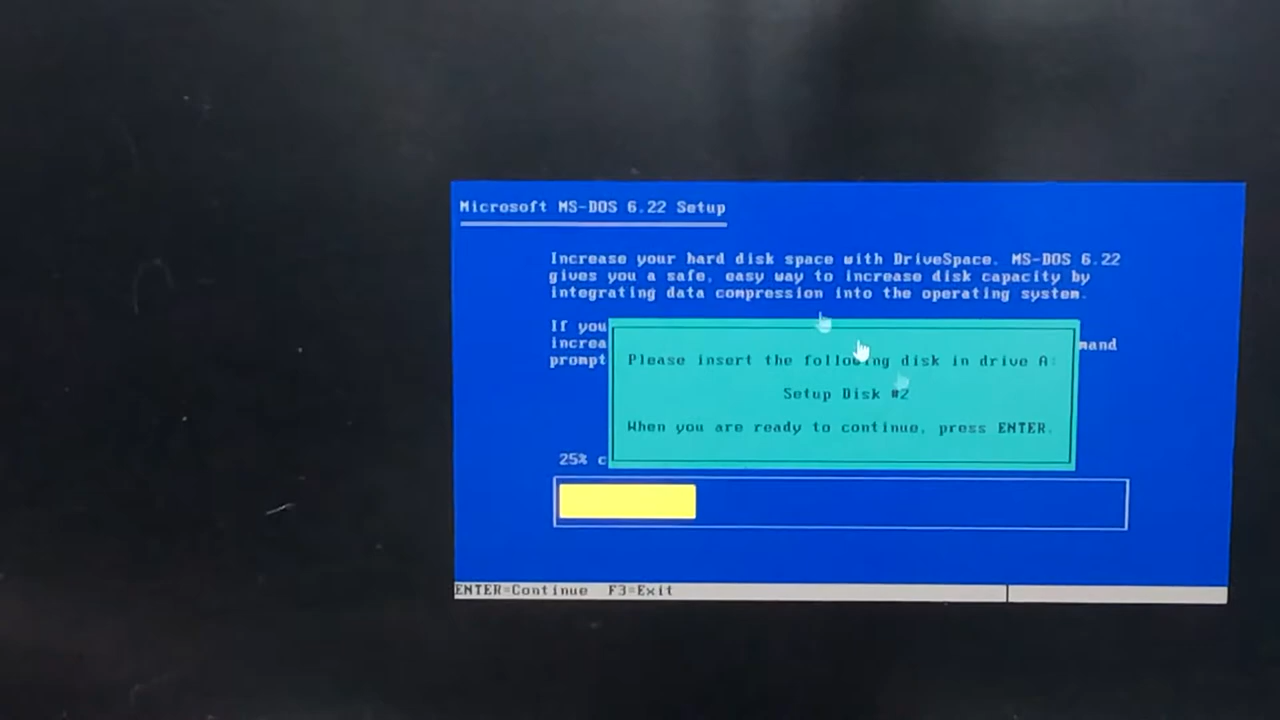 Microsoft MS-DOS 6.22 Setup
Increase your hard disk space with DriveSpace. MS-DOS 6.22
gives you a safe, easy way to increase disk capacity by
integrating data compression into the operating system.
If you
increa
mand
prompt
Please insert the following disk in drive A:
Setup Disk #2
When you are ready to continue, press ENTER.
25% c
ENTER=Continue F3=Exit